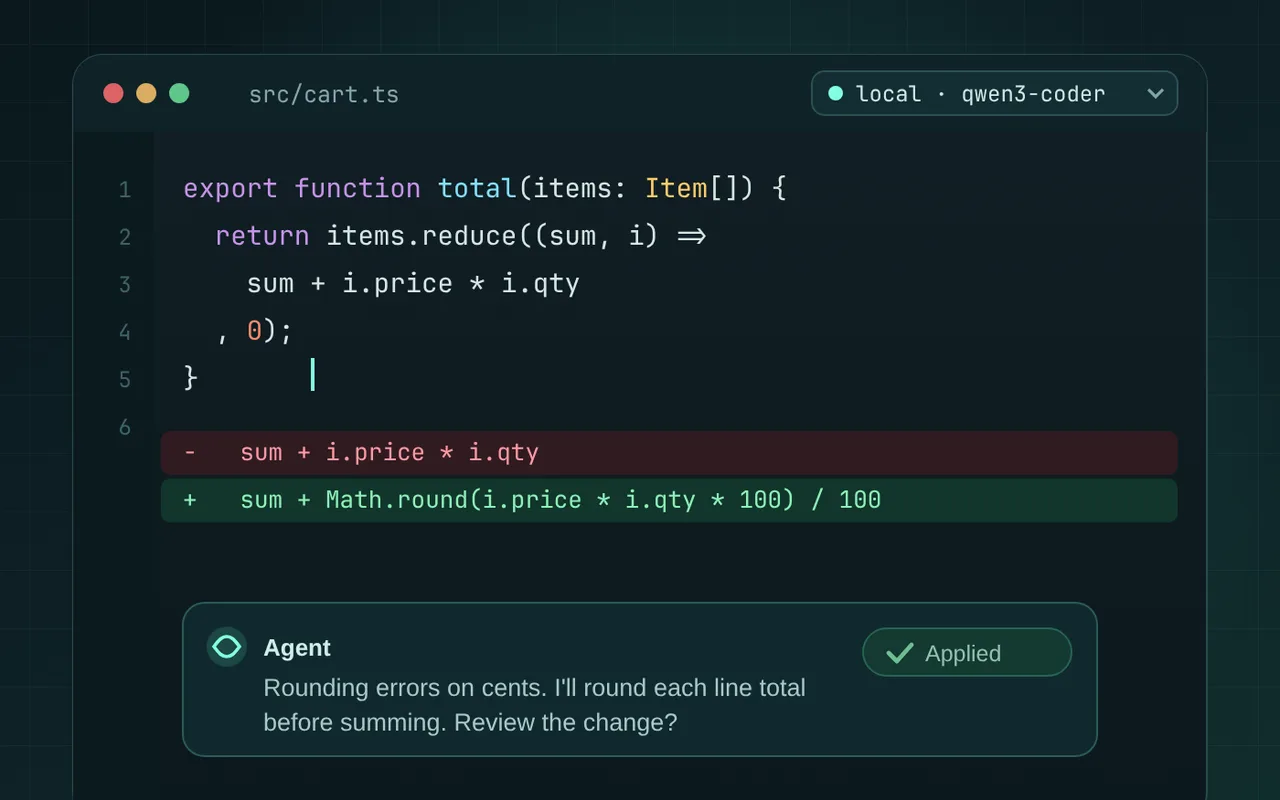 src/cart.ts
local · qwen3-coder
1 export function total(items: Item[]) {
2 return items.reduce((sum, i) =>
3 sum + i.price * i.qty
4 , 0);
5 }
6
- sum + i.price * i.qty
+ sum + Math.round(i.price * i.qty * 100) / 100
Agent
Applied
Rounding errors on cents. I'll round each line total
before summing. Review the change?